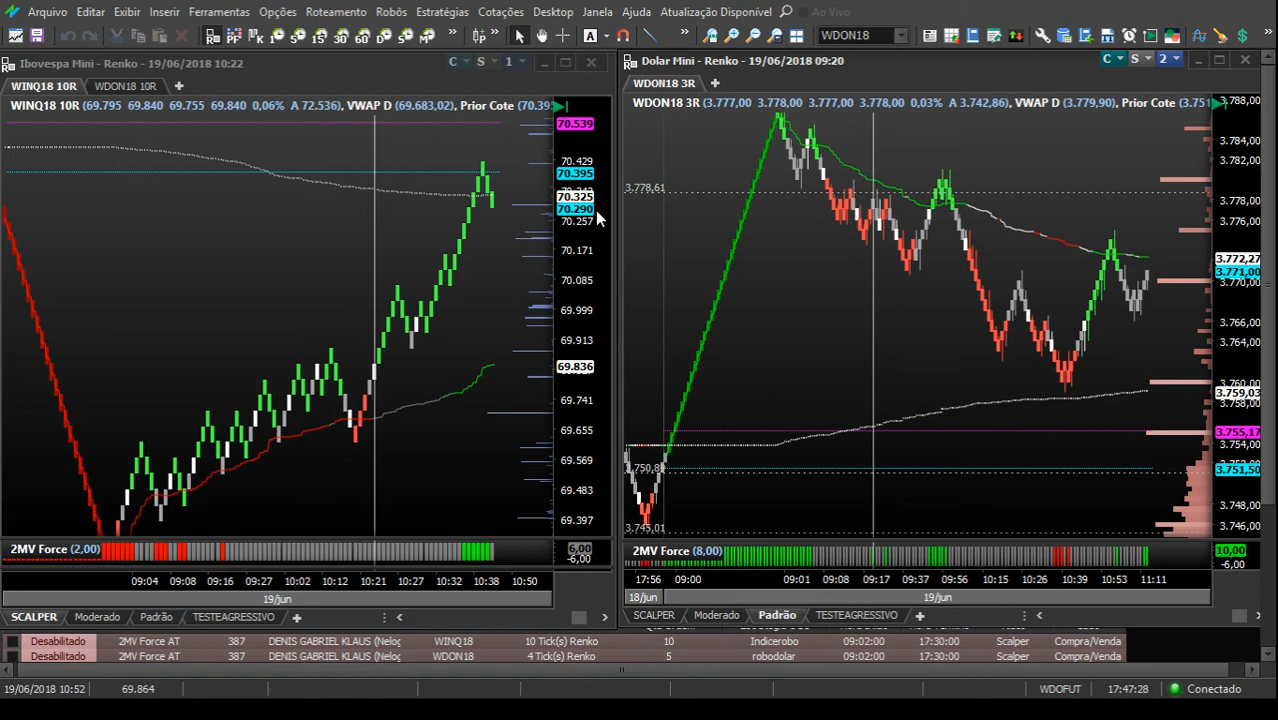 Arquivo Editar Exibir Inserir Ferramentas Opções Roteamento Robôs Estratégias Cotações Desktop Janela Ajuda Atualização Disponível Ao Vivo
R PF K 1 5 15 30 60 D S M » » A » WDON18
Ibovespa Mini - Renko - 19/06/2018 10:22 C S 1
WINQ18 10R WDON18 10R
WINQ18 10R (69.795 69.840 69.755 69.840 0,06% A 72.536), VWAP D (69.683,02), Prior Cote (70.395
70.539
70.429
70.395
70.325
70.290
70.257
70.171
70.085
69.999
69.913
69.836
69.741
69.655
69.569
69.483
69.397
2MV Force (2,00)
6,00
-6,00
09:04 09:08 09:16 09:27 10:02 10:12 10:21 10:27 10:32 10:38 10:50
19/jun
SCALPER Moderado Padrão TESTEAGRESSIVO
Dolar Mini - Renko - 19/06/2018 09:20 C S 2
WDON18 3R
WDON18 3R (3.777,00 3.778,00 3.777,00 3.778,00 0,03% A 3.742,86), VWAP D (3.779,90), Prior Cote (3.751
3.788,00
3.784,00
3.782,00
3.778,61
3.778,00
3.776,00
3.772,27
3.771,00
3.770,00
3.766,00
3.764,00
3.760,00
3.759,03
3.758,00
3.755,17
3.754,00
3.751,50
3.748,00
3.746,00
3.745,01
2MV Force (8,00)
10,00
-6,00
17:56 09:00 09:01 09:08 09:17 09:37 09:56 10:15 10:26 10:39 10:53 11:11
18/jun 19/jun
SCALPER Moderado Padrão TESTEAGRESSIVO
Desabilitado 2MV Force AT 387 DENIS GABRIEL KLAUS (Nelog WINQ18 10 Tick(s) Renko 10 Indicerobo 09:02:00 17:30:00 Scalper Compra/Venda
Desabilitado 2MV Force AT 387 DENIS GABRIEL KLAUS (Nelog WDON18 4 Tick(s) Renko 5 robodolar 09:02:00 17:30:00 Scalper Compra/Venda
19/06/2018 10:52 69.864 WDOFUT 17:47:28 Conectado